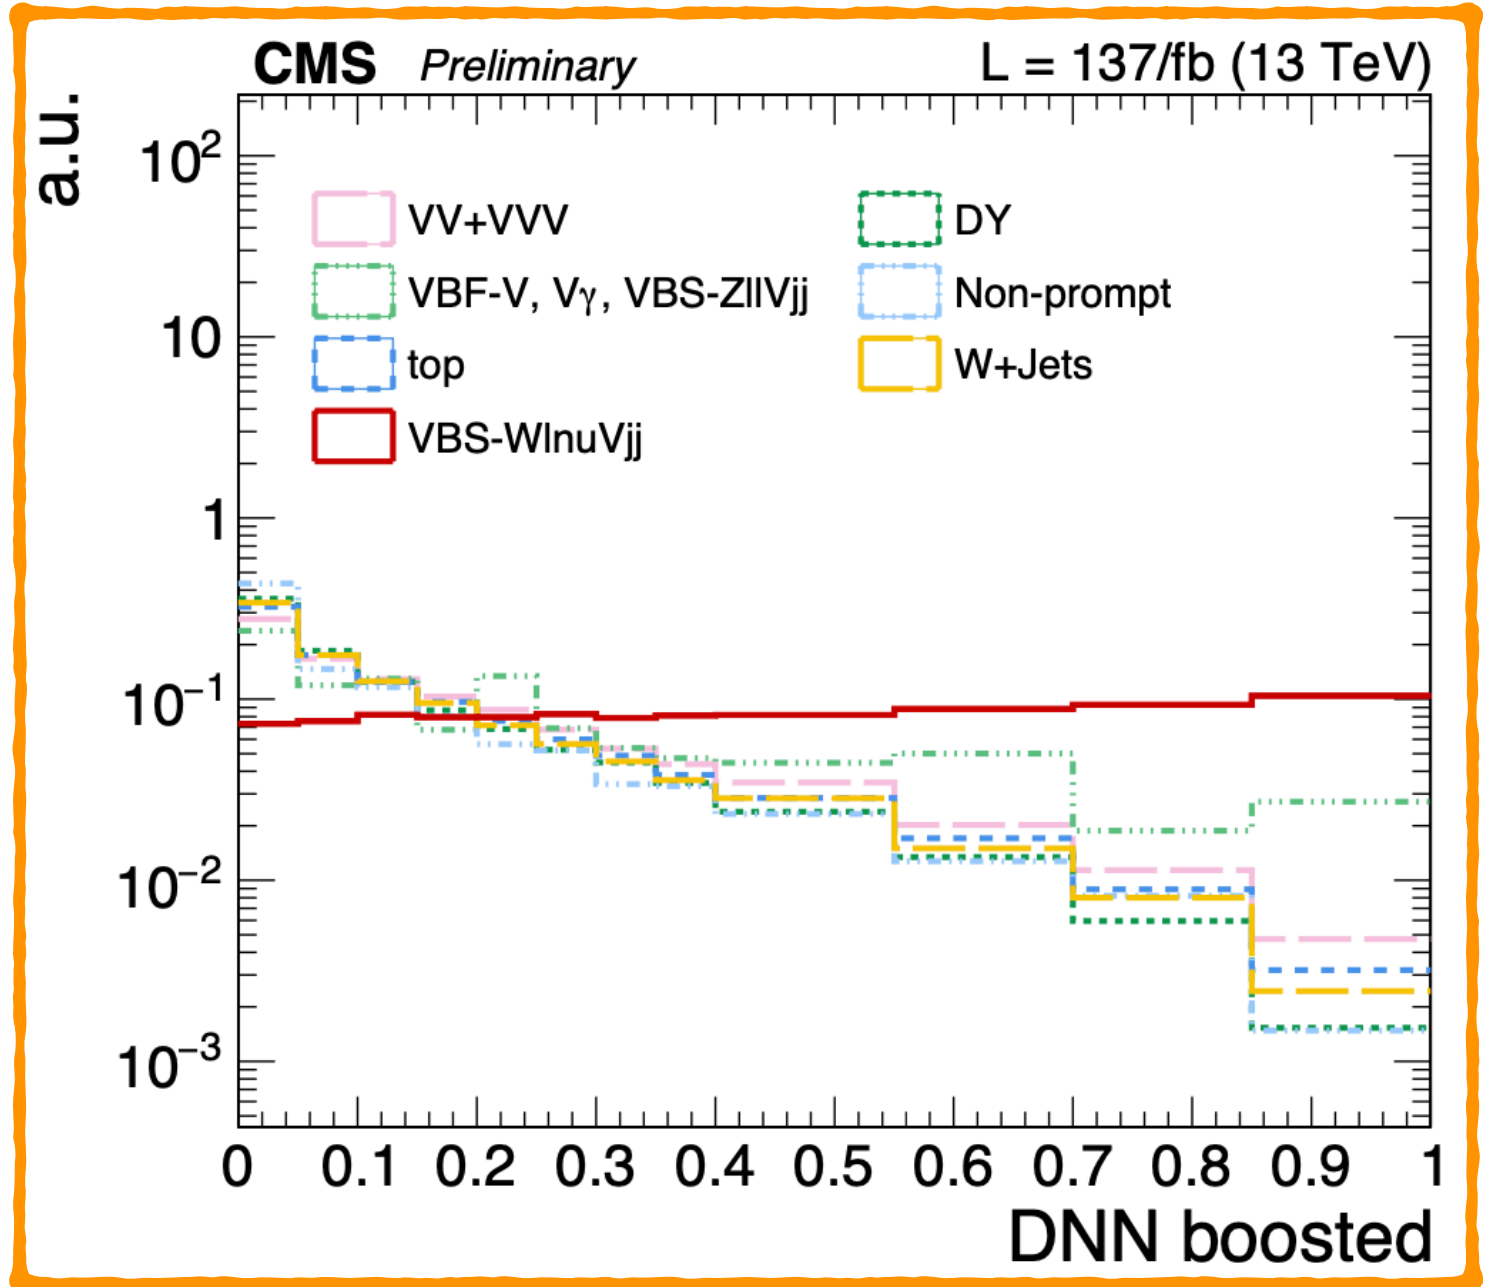 CMS Preliminary L = 137/fb (13 TeV)
a.u.
10²
10
1
10⁻¹
10⁻²
10⁻³
VV+VVV
VBF-V, Vγ, VBS-ZllVjj
top
VBS-WlnuVjj
DY
Non-prompt
W+Jets
0 0.1 0.2 0.3 0.4 0.5 0.6 0.7 0.8 0.9 1
DNN boosted